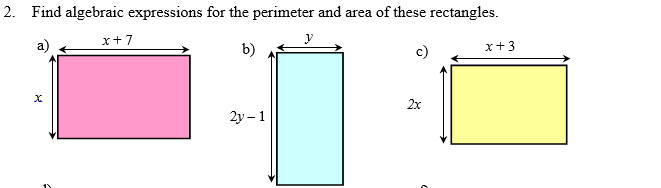 2. Find algebraic expressions for the perimeter and area of these rectangles.
a) x + 7
x
b) y
2y – 1
c) x + 3
2x